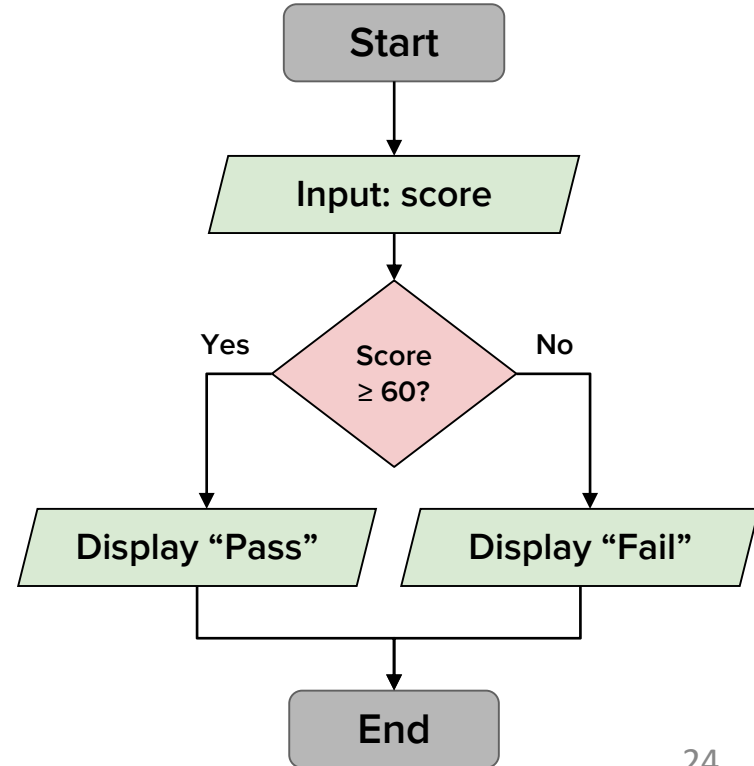 Start
Input: score
Yes
No
Score
≥ 60?
Display “Pass”
Display “Fail”
End
24